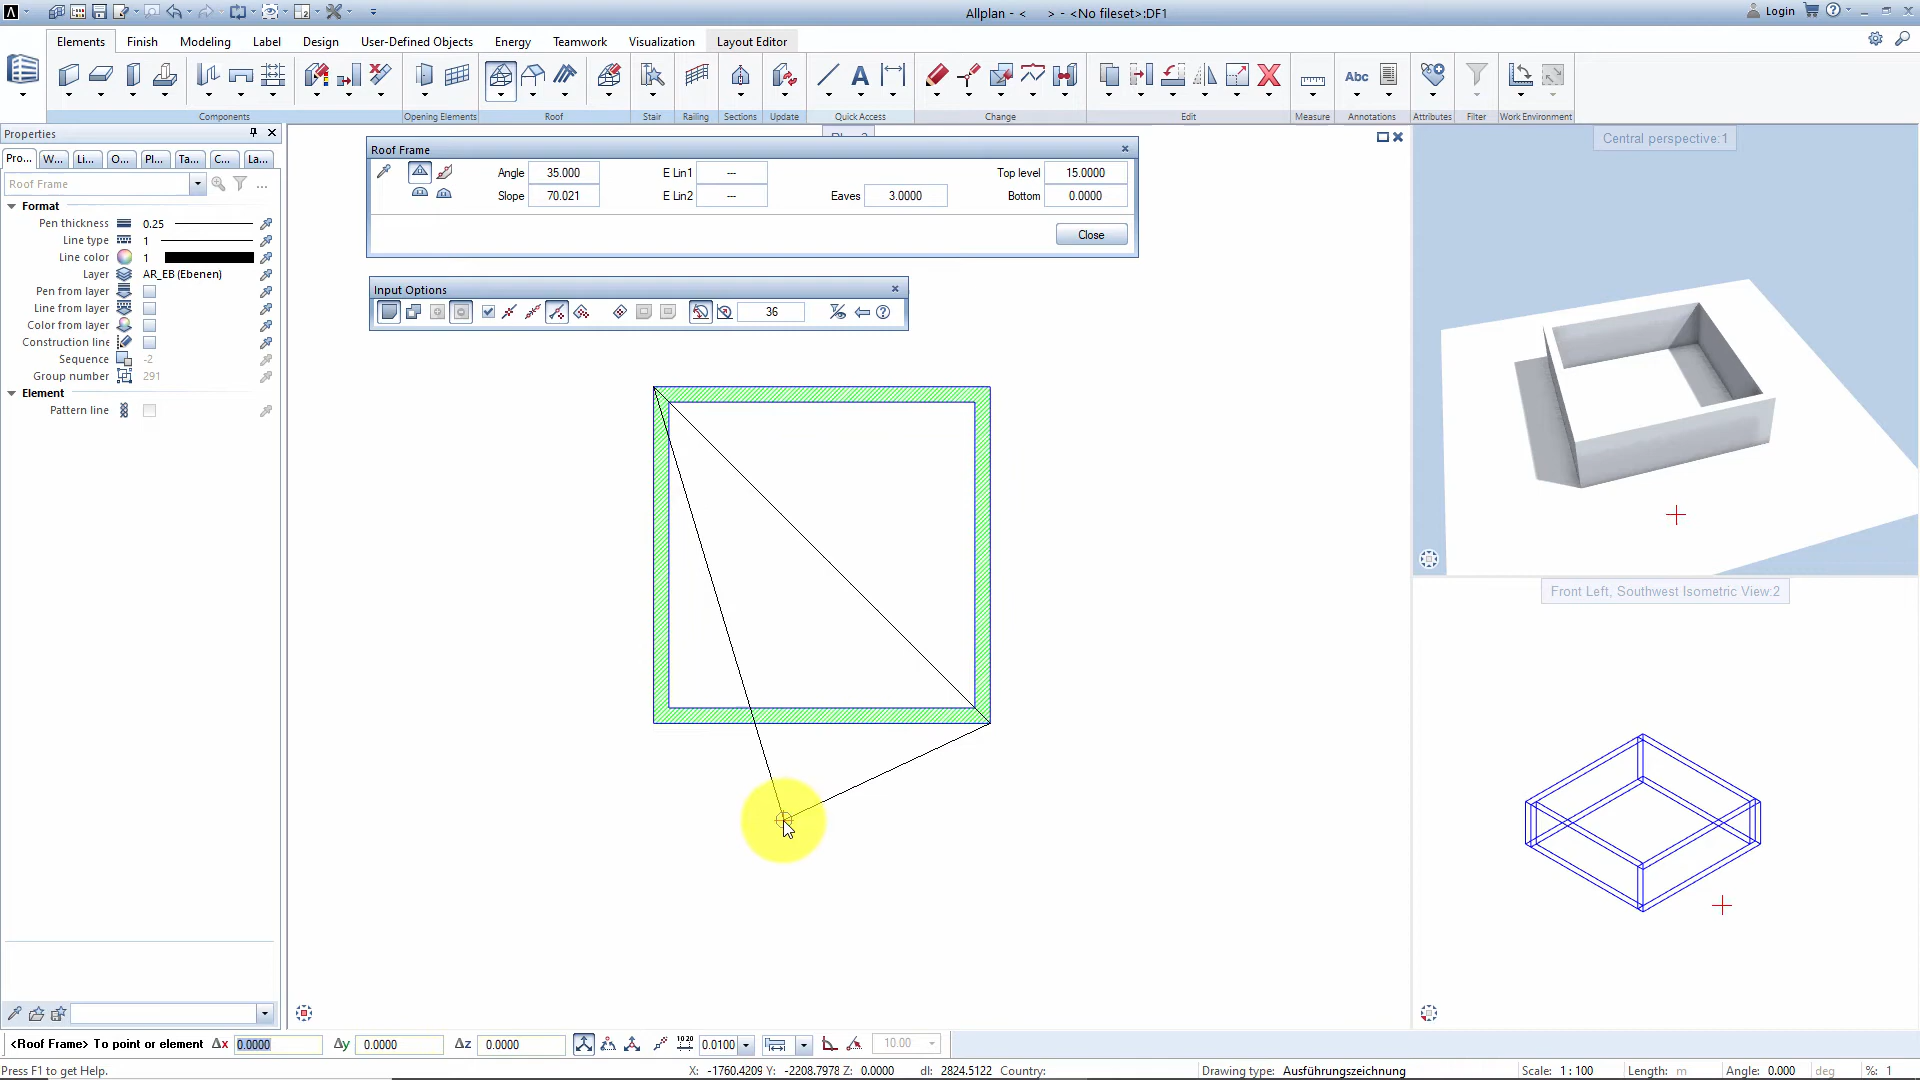 Allplan - < > - <No fileset>:DF1
Login
Elements Finish Modeling Label Design User-Defined Objects Energy Teamwork Visualization Layout Editor
Abc
Components Opening Elements Roof Stair Railing Sections Update Quick Access Change Edit Measure Annotations Attributes Filter Work Environment
Properties
Pro... W... Li... O... Pl... Ta... C... La...
Roof Frame
Format
Pen thickness 0.25
Line type 1
Line color 1
Layer AR_EB (Ebenen)
Pen from layer
Line from layer
Color from layer
Construction line
Sequence -2
Group number 291
Element
Pattern line
Roof Frame
Angle 35.000 E Lin1 --- Top level 15.0000
Slope 70.021 E Lin2 --- Eaves 3.0000 Bottom 0.0000
Close
Input Options
36
Central perspective:1
Front Left, Southwest Isometric View:2
<Roof Frame> To point or element Δx 0.0000 Δy 0.0000 Δz 0.0000 1020 0.0100 10.00
Press F1 to get Help. X: -1760.4209 Y: -2208.7978 Z: 0.0000 dl: 2824.5122 Country: Drawing type: Ausführungszeichnung Scale: 1 : 100 Length: m Angle: 0.000 deg %: 1